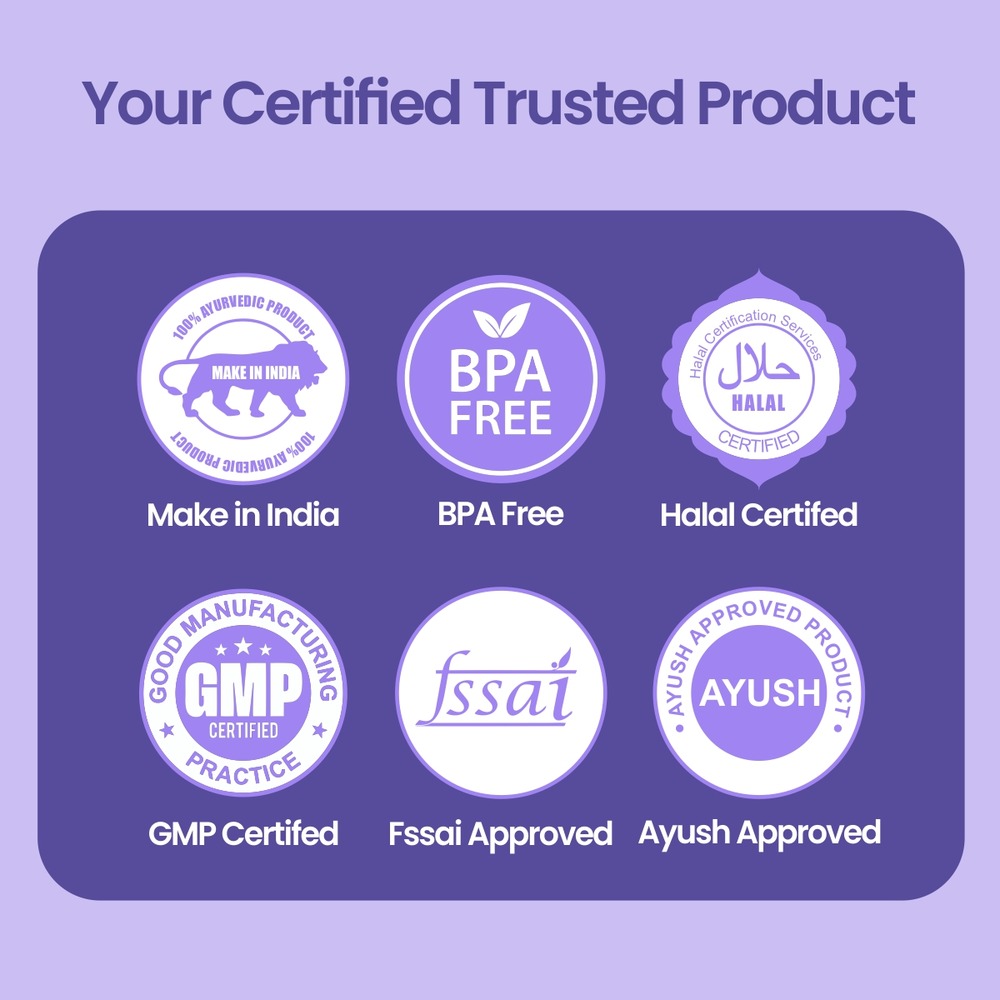 Your Certified Trusted Product
100% AYURVEDIC PRODUCT
MAKE IN INDIA
100% AYURVEDIC PRODUCT
Make in India
BPA
FREE
BPA Free
Halal Certification Services
حلال
HALAL
CERTIFIED
Halal Certifed
GOOD MANUFACTURING
GMP
CERTIFIED
PRACTICE
GMP Certifed
fssai
Fssai Approved
AYUSH APPROVED PRODUCT
AYUSH
Ayush Approved